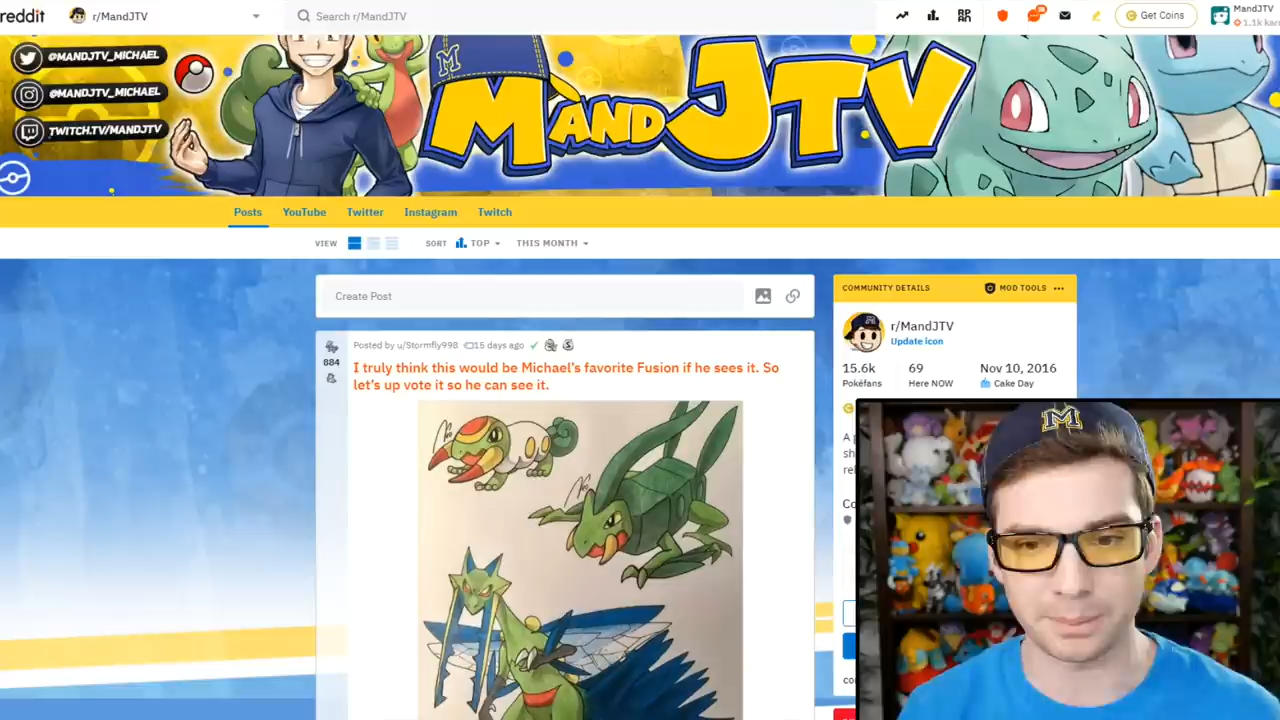 reddit
r/MandJTV
Search r/MandJTV
Get Coins
MandJTV
1.1k kar
@MANDJTV_MICHAEL
@MANDJTV_MICHAEL
TWITCH.TV/MANDJTV
M
MANDJTV
Posts YouTube Twitter Instagram Twitch
VIEW SORT TOP THIS MONTH
Create Post
COMMUNITY DETAILS MOD TOOLS
r/MandJTV
Update icon
15.6k 69 Nov 10, 2016
Pokéfans Here NOW Cake Day
Posted by u/Stormfly998 15 days ago
884
I truly think this would be Michael's favorite Fusion if he sees it. So
let's up vote it so he can see it.
M